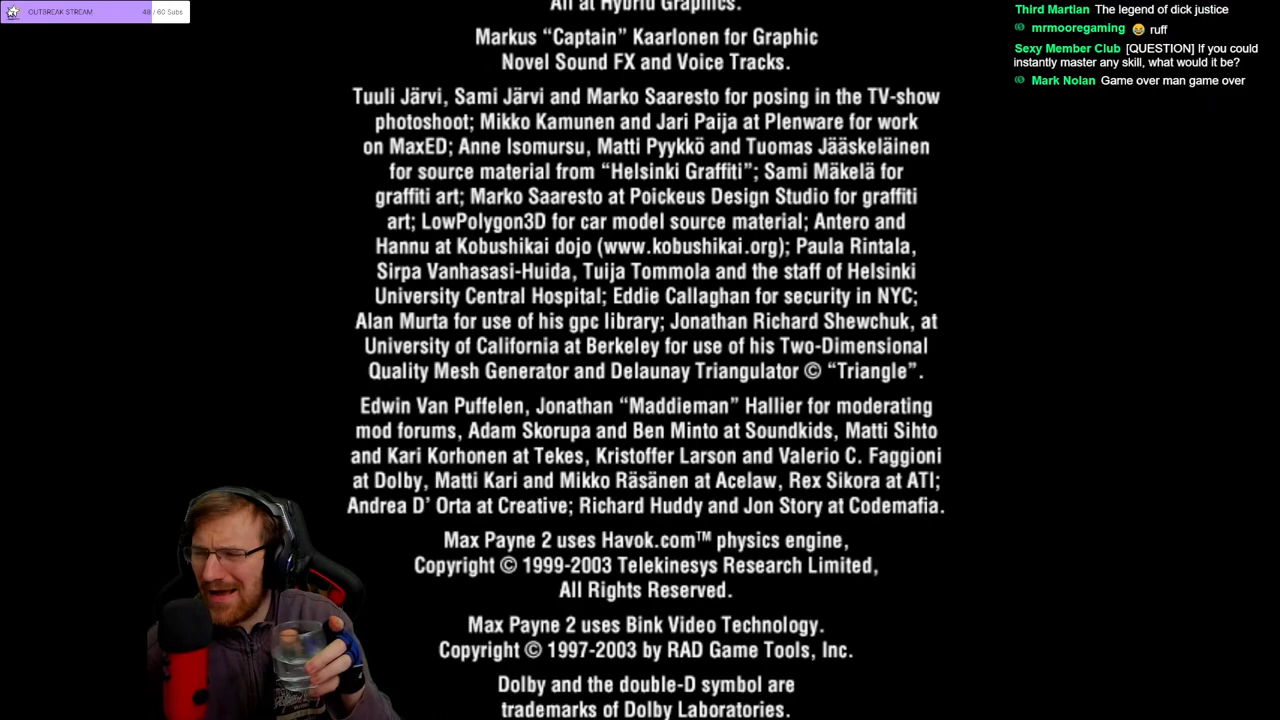 OUTBREAK STREAM
48 / 60 Subs
All at Hybrid Graphics.
Markus “Captain” Kaarlonen for Graphic
Novel Sound FX and Voice Tracks.
Tuuli Järvi, Sami Järvi and Marko Saaresto for posing in the TV-show
photoshoot; Mikko Kamunen and Jari Paija at Plenware for work
on MaxED; Anne Isomursu, Matti Pyykkö and Tuomas Jääskeläinen
for source material from “Helsinki Graffiti”; Sami Mäkelä for
graffiti art; Marko Saaresto at Poickeus Design Studio for graffiti
art; LowPolygon3D for car model source material; Antero and
Hannu at Kobushikai dojo (www.kobushikai.org); Paula Rintala,
Sirpa Vanhasasi-Huida, Tuija Tommola and the staff of Helsinki
University Central Hospital; Eddie Callaghan for security in NYC;
Alan Murta for use of his gpc library; Jonathan Richard Shewchuk, at
University of California at Berkeley for use of his Two-Dimensional
Quality Mesh Generator and Delaunay Triangulator © “Triangle”.
Edwin Van Puffelen, Jonathan “Maddieman” Hallier for moderating
mod forums, Adam Skorupa and Ben Minto at Soundkids, Matti Sihto
and Kari Korhonen at Tekes, Kristoffer Larson and Valerio C. Faggioni
at Dolby, Matti Kari and Mikko Räsänen at Acelaw, Rex Sikora at ATI;
Andrea D’ Orta at Creative; Richard Huddy and Jon Story at Codemafia.
Max Payne 2 uses Havok.com™ physics engine,
Copyright © 1999-2003 Telekinesys Research Limited,
All Rights Reserved.
Max Payne 2 uses Bink Video Technology.
Copyright © 1997-2003 by RAD Game Tools, Inc.
Dolby and the double-D symbol are
trademarks of Dolby Laboratories.
Third Martian The legend of dick justice
mrmooregaming 😂 ruff
Sexy Member Club [QUESTION] If you could
instantly master any skill, what would it be?
Mark Nolan Game over man game over